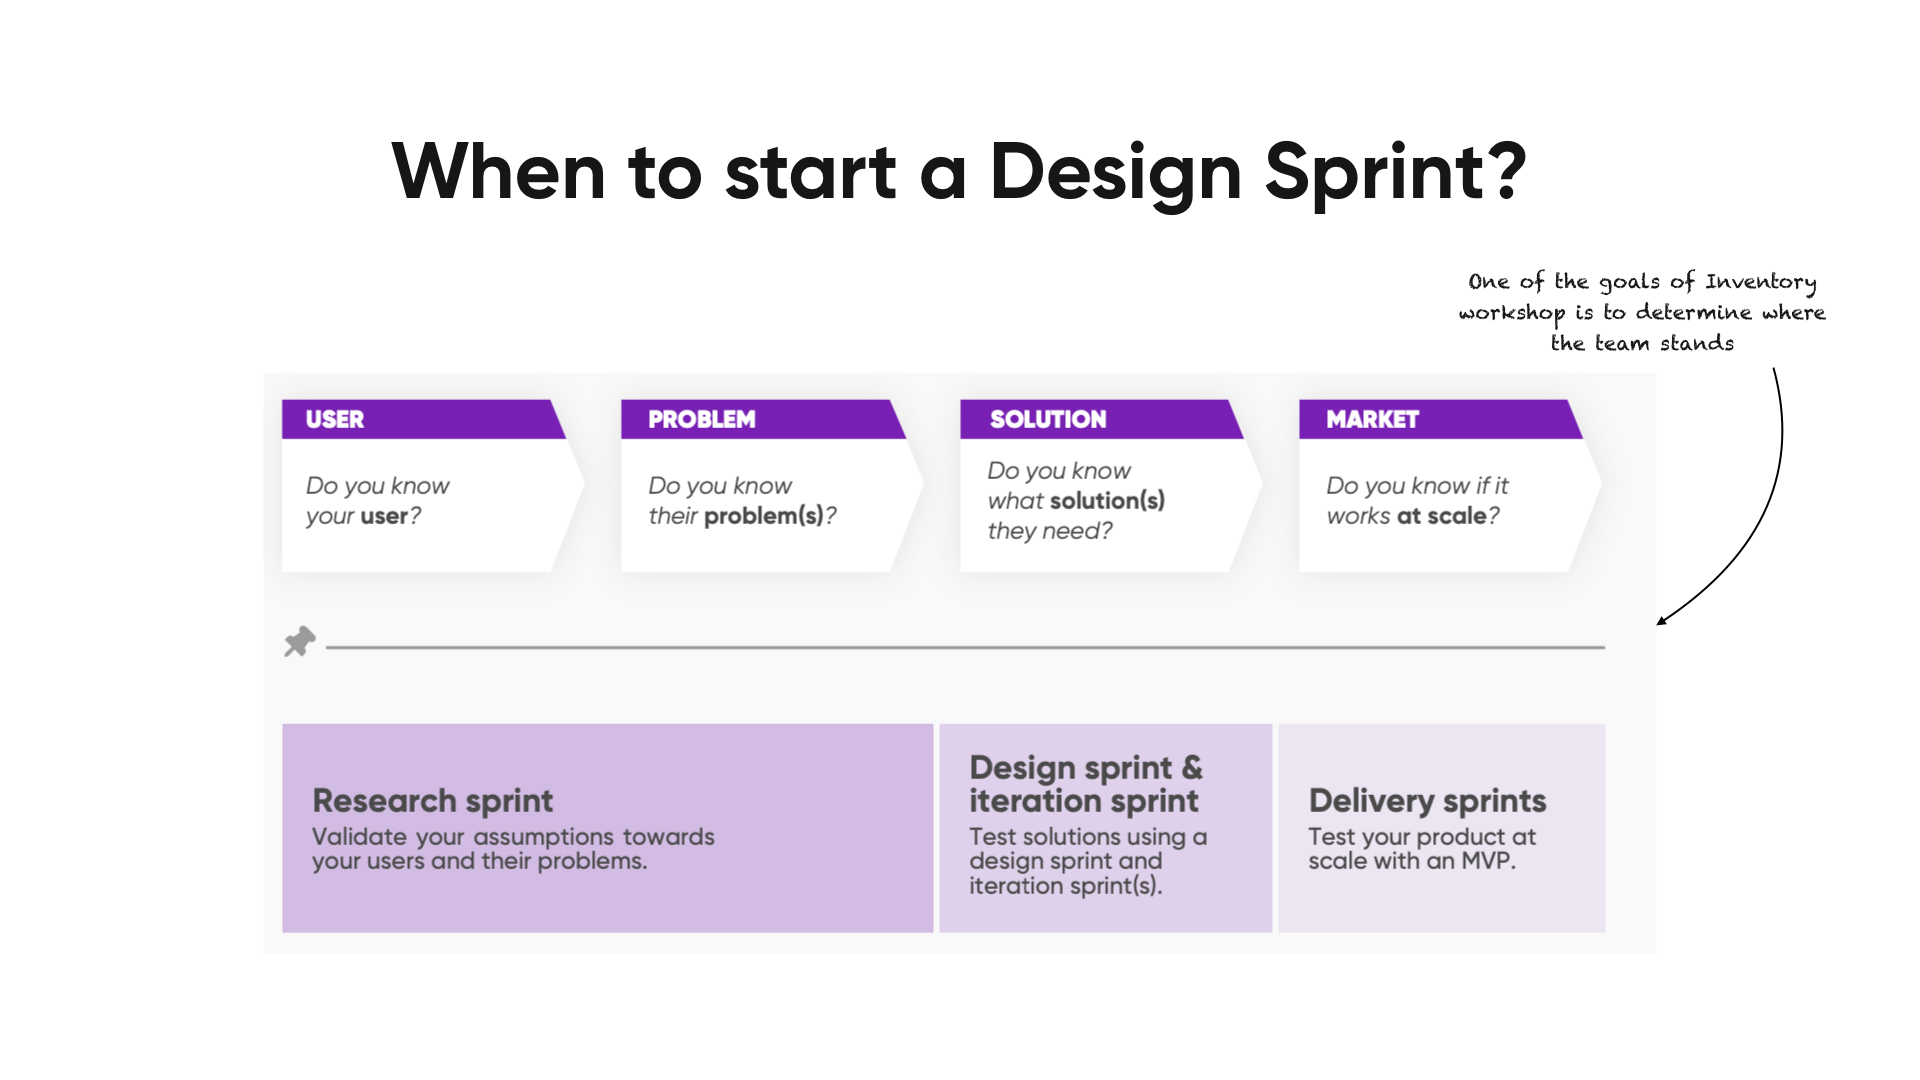 When to start a Design Sprint?
One of the goals of Inventory
workshop is to determine where
the team stands
USER
Do you know
your user?
PROBLEM
Do you know
their problem(s)?
SOLUTION
Do you know
what solution(s)
they need?
MARKET
Do you know if it
works at scale?
Research sprint
Validate your assumptions towards
your users and their problems.
Design sprint &
iteration sprint
Test solutions using a
design sprint and
iteration sprint(s).
Delivery sprints
Test your product at
scale with an MVP.